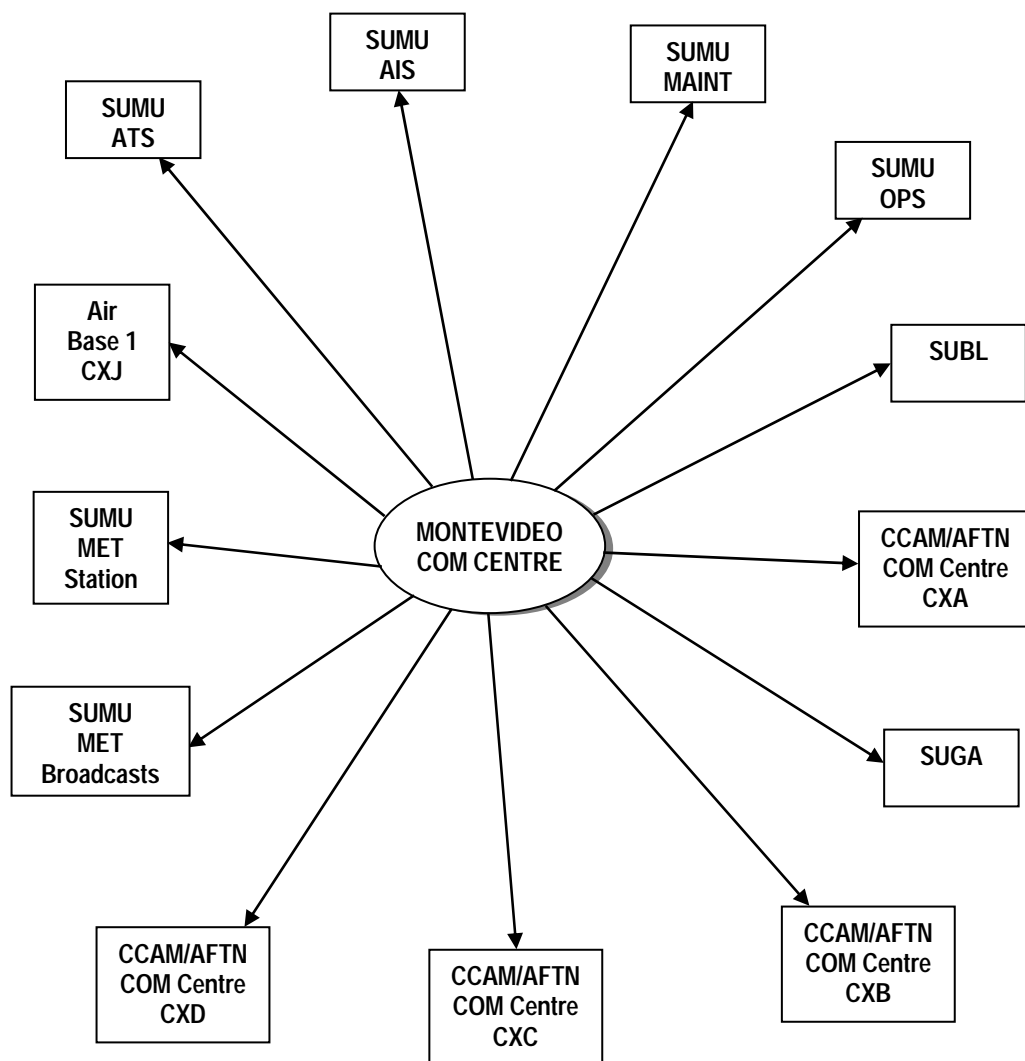 SUMU
AIS
SUMU
MAINT
SUMU
ATS
SUMU
OPS
Air
Base 1
CXJ
SUBL
SUMU
MET
Station
MONTEVIDEO
COM CENTRE
CCAM/AFTN
COM Centre
CXA
SUMU
MET
Broadcasts
SUGA
CCAM/AFTN
COM Centre
CXD
CCAM/AFTN
COM Centre
CXC
CCAM/AFTN
COM Centre
CXB